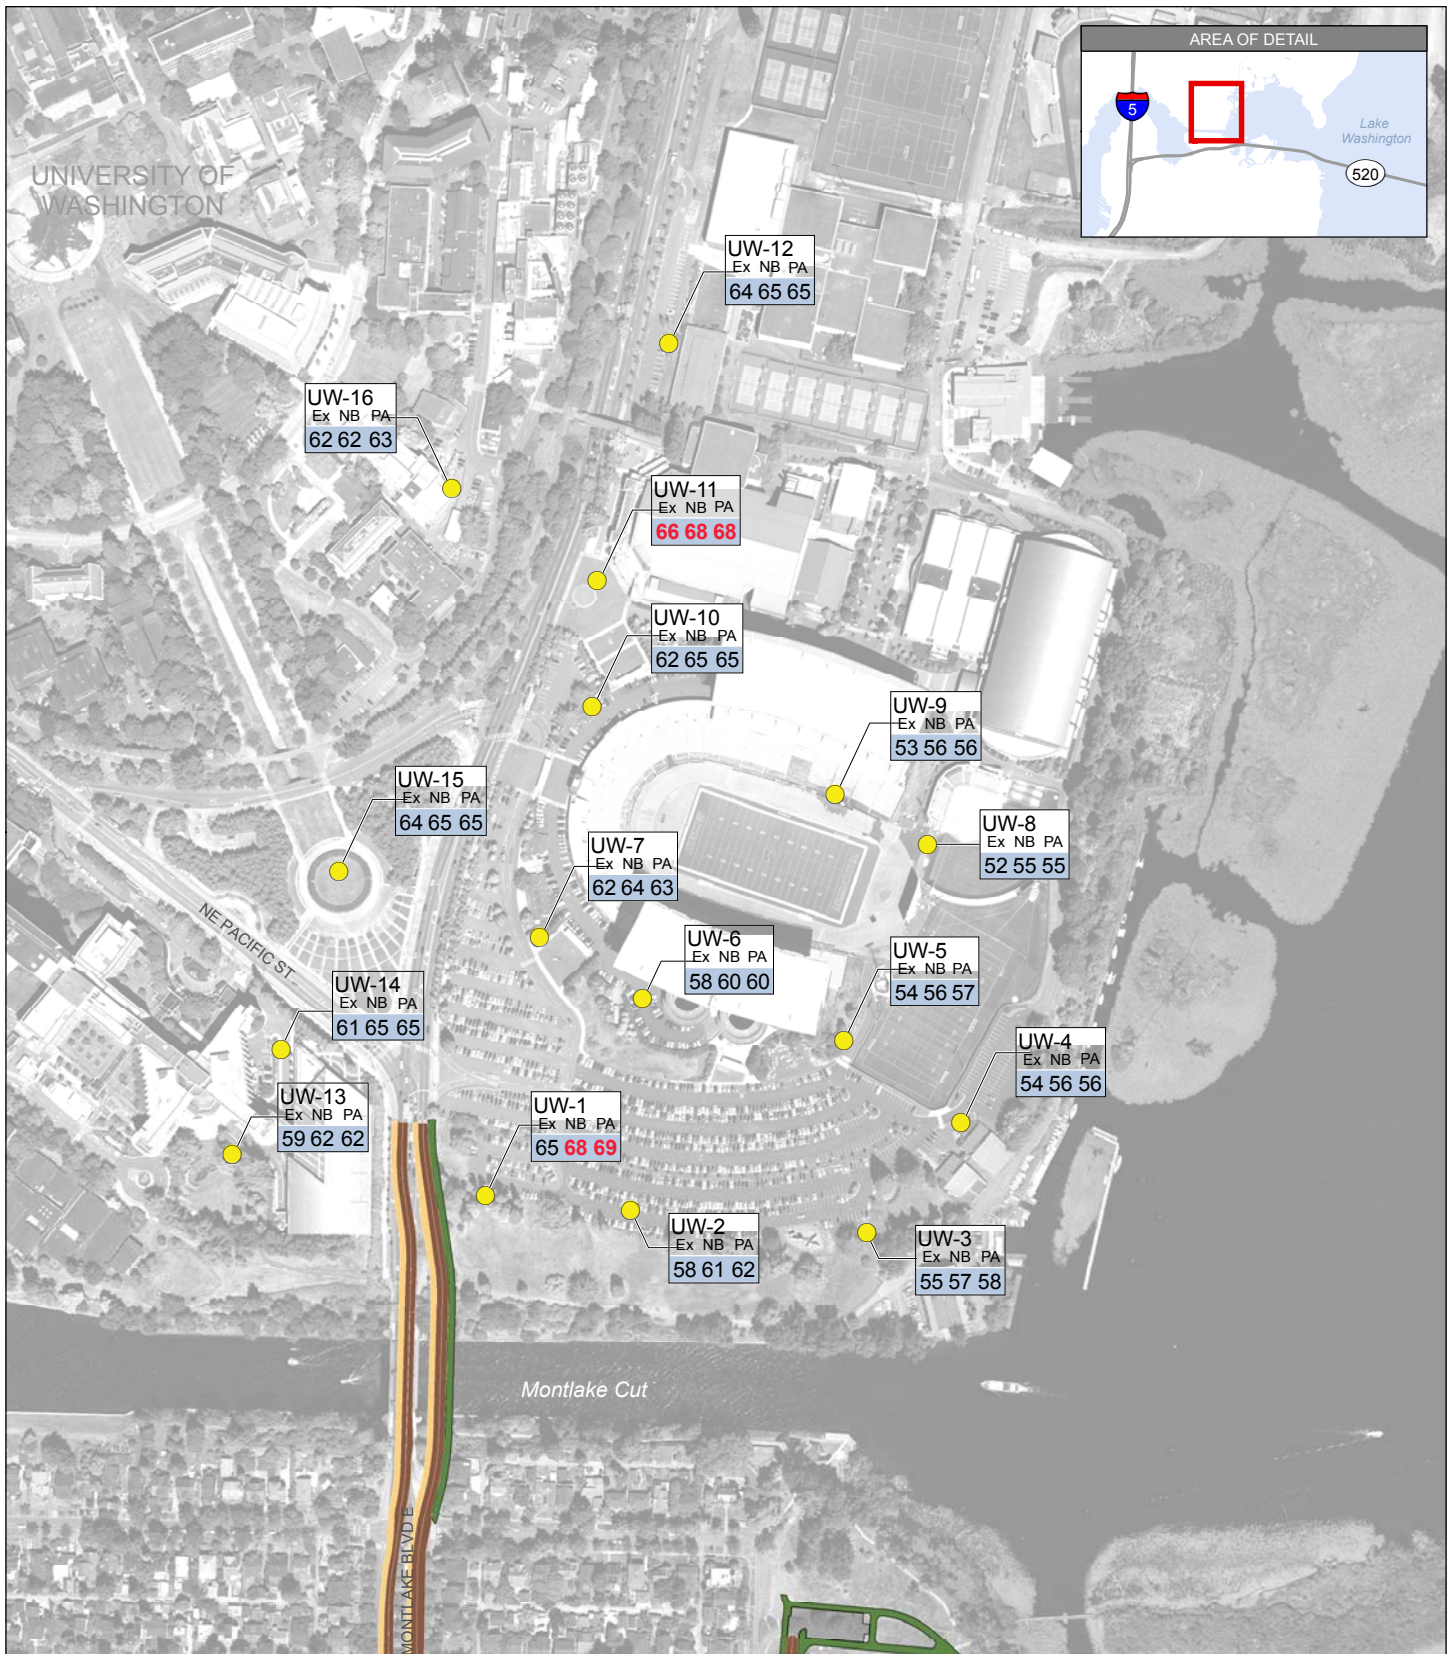 AREA OF DETAIL
5
Lake
Washington
520
UNIVERSITY OF
WASHINGTON
UW-12
Ex NB PA
64 65 65
UW-16
Ex NB PA
62 62 63
UW-11
Ex NB PA
66 68 68
UW-10
Ex NB PA
62 65 65
UW-9
Ex NB PA
53 56 56
UW-15
Ex NB PA
64 65 65
UW-8
Ex NB PA
52 55 55
UW-7
Ex NB PA
62 64 63
UW-6
Ex NB PA
58 60 60
UW-5
Ex NB PA
54 56 57
NE PACIFIC ST
UW-14
Ex NB PA
61 65 65
UW-4
Ex NB PA
54 56 56
UW-13
Ex NB PA
59 62 62
UW-1
Ex NB PA
65 68 69
UW-2
Ex NB PA
58 61 62
UW-3
Ex NB PA
55 57 58
Montlake Cut
MONTLAKE BLVD E